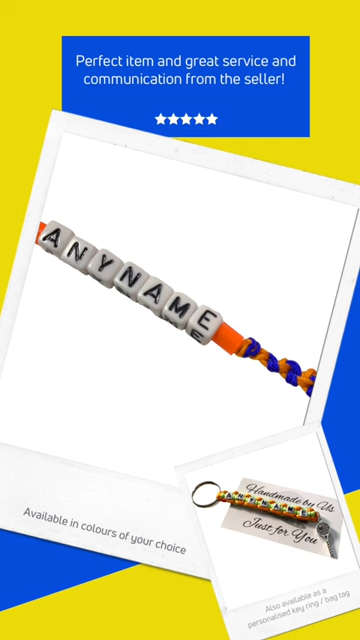 Perfect item and great service and
communication from the seller!
ANYNAME
Available in colours of your choice
Handmade by Us
ANYNAME
Just for You
Also available as a
personalised key ring / bag tag